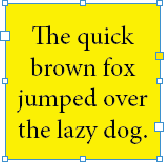 The quick
brown fox
jumped over
the lazy dog.